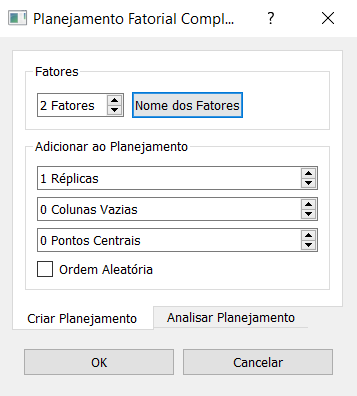 Planejamento Fatorial Compl...
Fatores
2 Fatores
Nome dos Fatores
Adicionar ao Planejamento
1 Réplicas
0 Colunas Vazias
0 Pontos Centrais
Ordem Aleatória
Criar Planejamento
Analisar Planejamento
OK
Cancelar